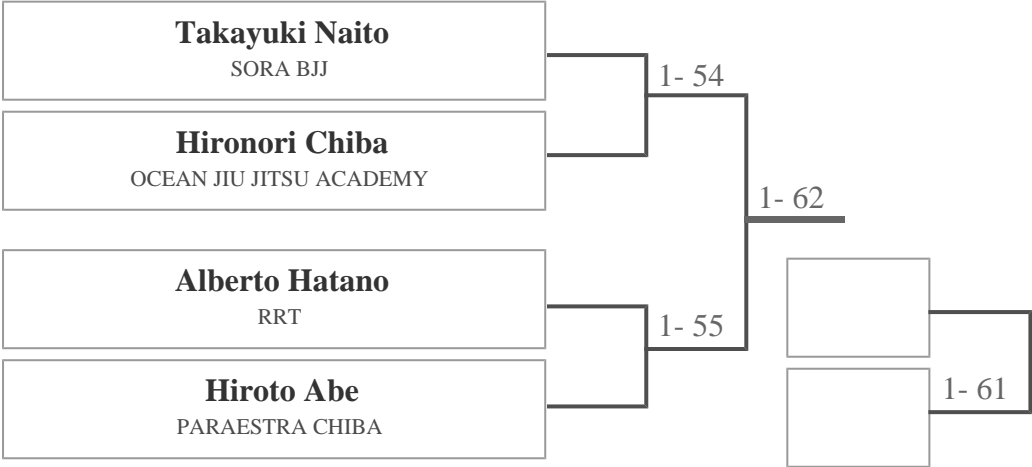 Takayuki Naito
SORA BJJ
1- 54
Hironori Chiba
OCEAN JIU JITSU ACADEMY
1- 62
Alberto Hatano
RRT
1- 55
Hiroto Abe
PARAESTRA CHIBA
1- 61